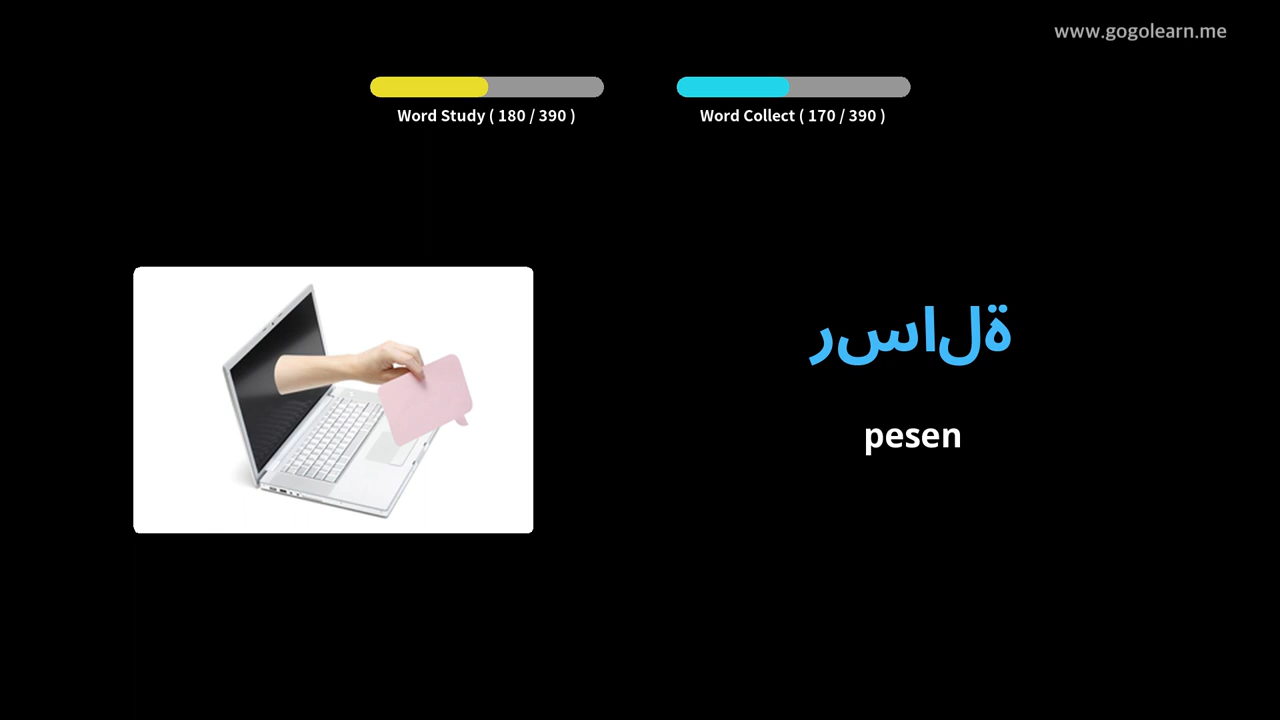 www.gogolearn.me
Word Study ( 180 / 390 )
Word Collect ( 170 / 390 )
رسالة
pesen